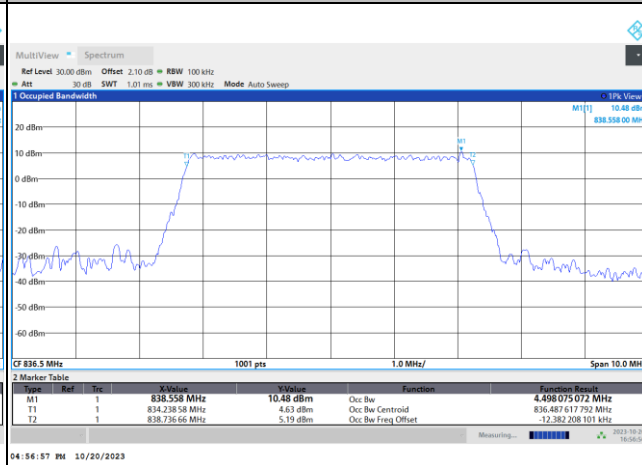 MultiView Spectrum
Ref Level 30.00 dBm Offset 2.10 dB RBW 100 kHz
Att 30 dB SWT 1.01 ms VBW 300 kHz Mode Auto Sweep
1 Occupied Bandwidth 1Pk View
M1[1] 10.48 dBm
838.558 00 MH
20 dBm
M1
10 dBm
T1 T2
0 dBm
-10 dBm
-20 dBm
-30 dBm
-40 dBm
-50 dBm
-60 dBm
CF 836.5 MHz 1001 pts 1.0 MHz/ Span 10.0 MH
2 Marker Table
Type Ref Trc X-Value Y-Value Function Function Result
M1 1 838.558 MHz 10.48 dBm Occ Bw 4.498 075 072 MHz
T1 1 834.238 58 MHz 4.63 dBm Occ Bw Centroid 836.487 617 792 MHz
T2 1 838.736 66 MHz 5.19 dBm Occ Bw Freq Offset -12.382 208 101 kHz
Measuring... 2023-10-20
16:56:5
04:56:57 PM 10/20/2023